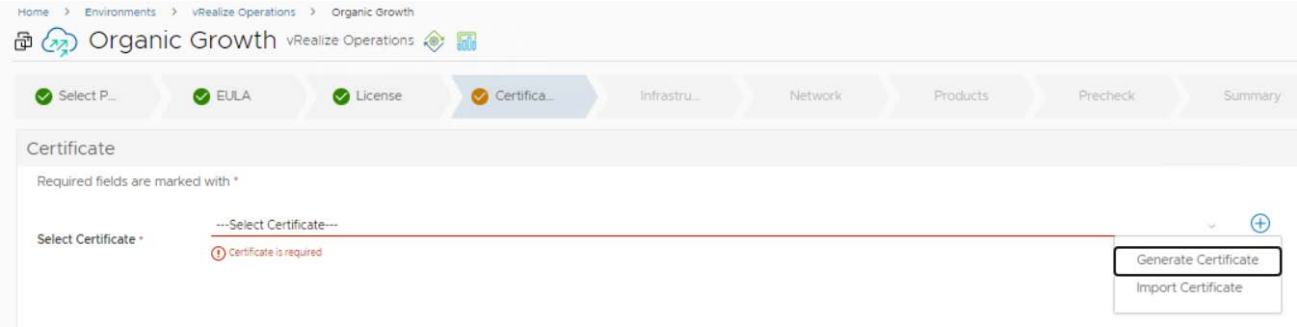 Home > Environments > vRealize Operations > Organic Growth
Organic Growth vRealize Operations
Select P... EULA License Certifica... Infrastru... Network Products Precheck Summary
Certificate
Required fields are marked with *
Select Certificate * ---Select Certificate---
Certificate is required
Generate Certificate
Import Certificate